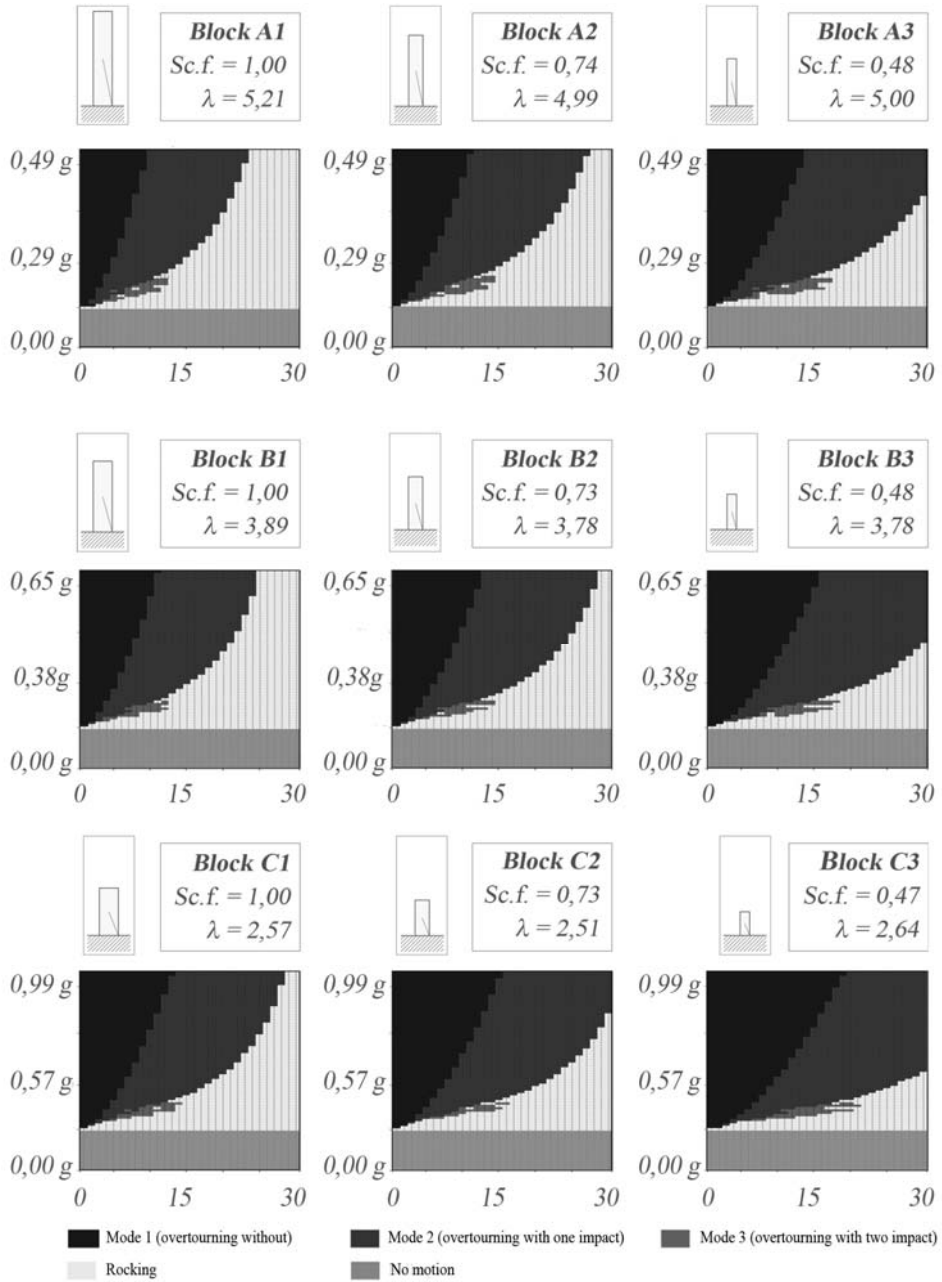 Block A1
Sc.f. = 1,00
λ = 5,21
Block A2
Sc.f. = 0,74
λ = 4,99
Block A3
Sc.f. = 0,48
λ = 5,00
0,49 g
0,29 g
0,00 g
0 15 30
0,49 g
0,29 g
0,00 g
0 15 30
0,49 g
0,29 g
0,00 g
0 15 30
Block B1
Sc.f. = 1,00
λ = 3,89
Block B2
Sc.f. = 0,73
λ = 3,78
Block B3
Sc.f. = 0,48
λ = 3,78
0,65 g
0,38g
0,00 g
0 15 30
0,65 g
0,38g
0,00 g
0 15 30
0,65 g
0,38g
0,00 g
0 15 30
Block C1
Sc.f. = 1,00
λ = 2,57
Block C2
Sc.f. = 0,73
λ = 2,51
Block C3
Sc.f. = 0,47
λ = 2,64
0,99 g
0,57 g
0,00 g
0 15 30
0,99 g
0,57 g
0,00 g
0 15 30
0,99 g
0,57 g
0,00 g
0 15 30
Mode 1 (overtourning without) Mode 2 (overtourning with one impact) Mode 3 (overtourning with two impact)
Rocking No motion